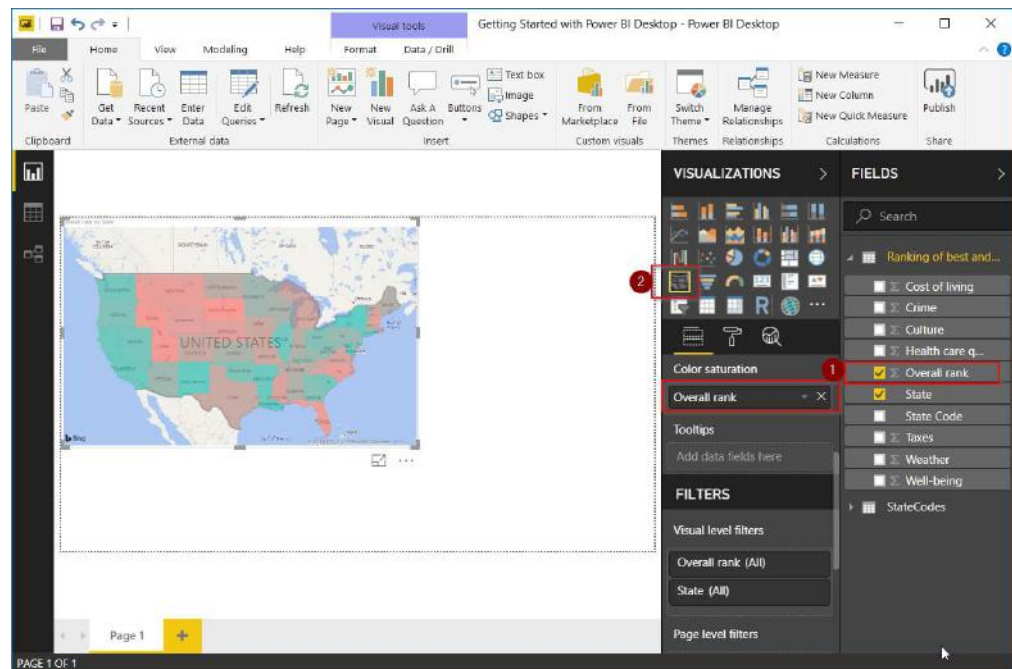 Visual tools
Getting Started with Power BI Desktop - Power BI Desktop
File
Home
View
Modeling
Help
Format
Data / Drill
Paste
Get
Data
Recent
Sources
Enter
Data
Edit
Queries
Refresh
New
Page
New
Visual
Ask A
Question
Buttons
Text box
Image
Shapes
From
Marketplace
From
File
Switch
Theme
Manage
Relationships
New Measure
New Column
New Quick Measure
Publish
Clipboard
External data
Insert
Custom visuals
Themes
Relationships
Calculations
Share
UNITED STATES
bing
VISUALIZATIONS
2
R
123
Color saturation
1
Overall rank
Tooltips
Add data fields here
FILTERS
Visual level filters
Overall rank (All)
State (All)
Page level filters
FIELDS
Search
Ranking of best and...
Σ Cost of living
Σ Crime
Σ Culture
Σ Health care q...
Σ Overall rank
State
State Code
Σ Taxes
Σ Weather
Σ Well-being
StateCodes
Page 1
PAGE 1 OF 1